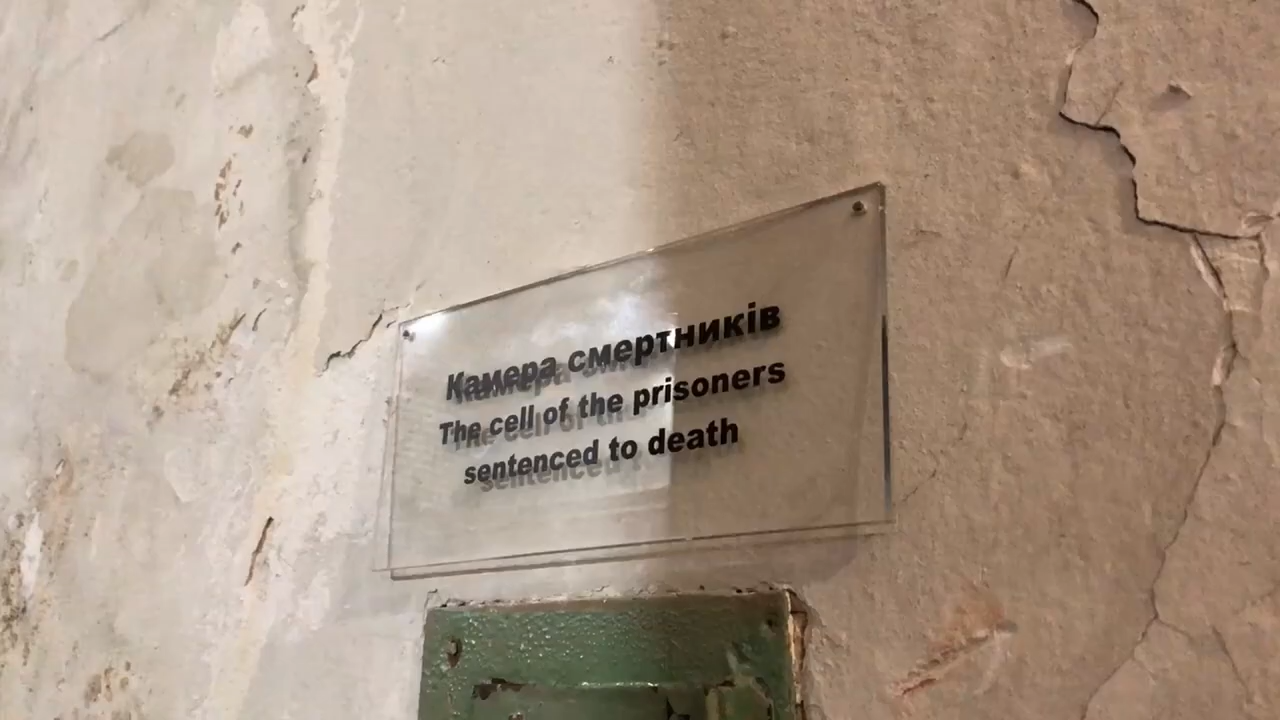 Камера смертників
The cell of the prisoners
sentenced to death